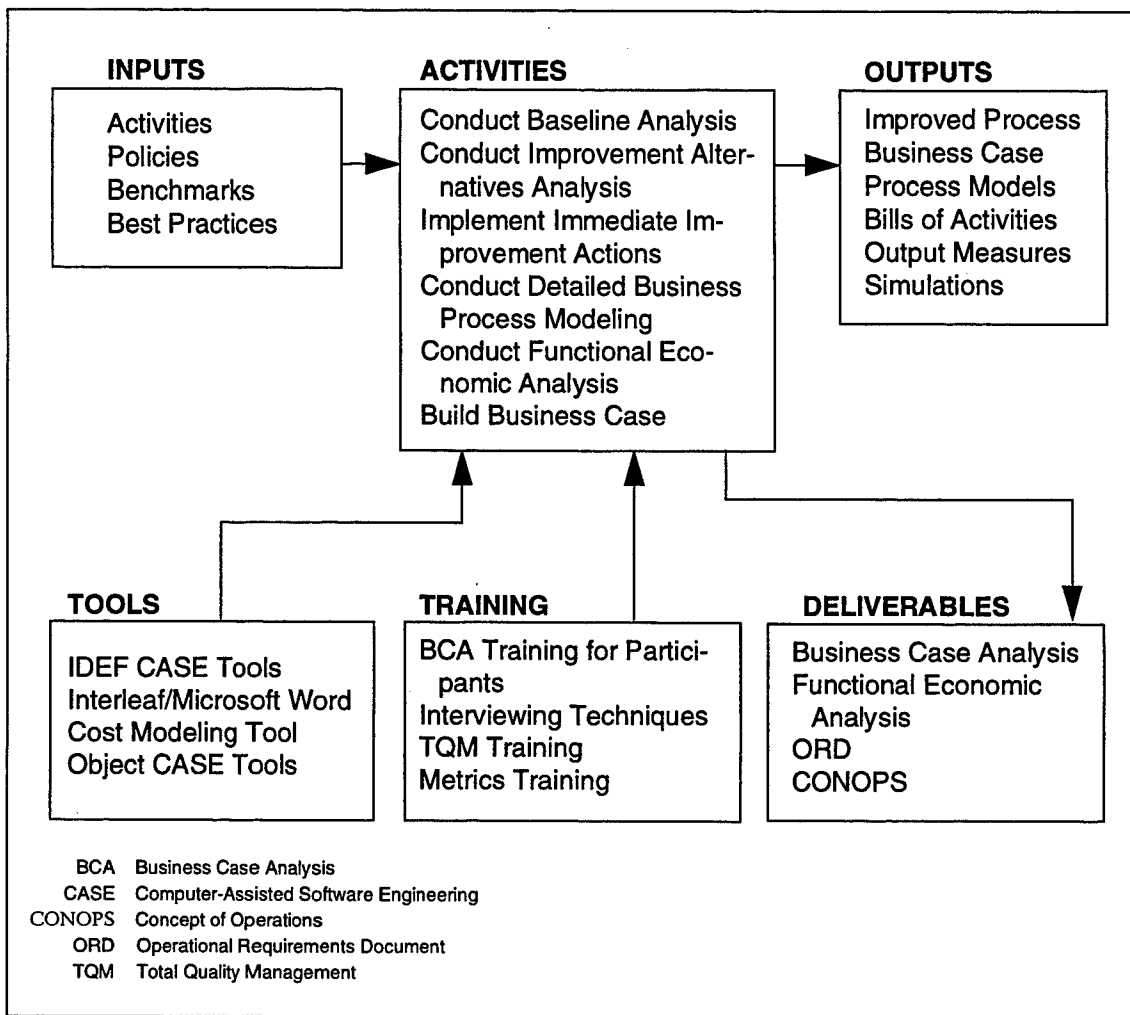 INPUTS
Activities
Policies
Benchmarks
Best Practices
ACTIVITIES
Conduct Baseline Analysis
Conduct Improvement Alter-
natives Analysis
Implement Immediate Im-
provement Actions
Conduct Detailed Business
Process Modeling
Conduct Functional Eco-
nomic Analysis
Build Business Case
OUTPUTS
Improved Process
Business Case
Process Models
Bills of Activities
Output Measures
Simulations
TOOLS
IDEF CASE Tools
Interleaf/Microsoft Word
Cost Modeling Tool
Object CASE Tools
TRAINING
BCA Training for Partici-
pants
Interviewing Techniques
TQM Training
Metrics Training
DELIVERABLES
Business Case Analysis
Functional Economic
Analysis
ORD
CONOPS
BCA Business Case Analysis
CASE Computer-Assisted Software Engineering
CONOPS Concept of Operations
ORD Operational Requirements Document
TQM Total Quality Management